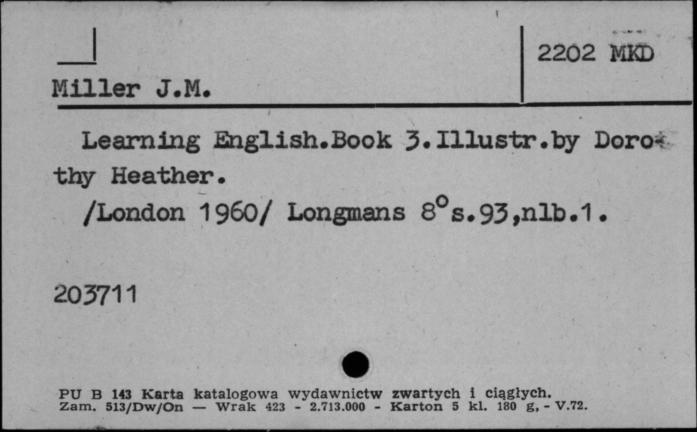 2202 MKD
Miller J.M.
Learning English.Book 3.Illustr.by Doro-
thy Heather.
/London 1960/ Longmans 8°s.93,nlb.1.
203711
PU B 143 Karta katalogowa wydawnictw zwartych i ciągłych.
Zam. 513/Dw/On — Wrak 423 - 2.713.000 - Karton 5 kl. 180 g, - V.72.